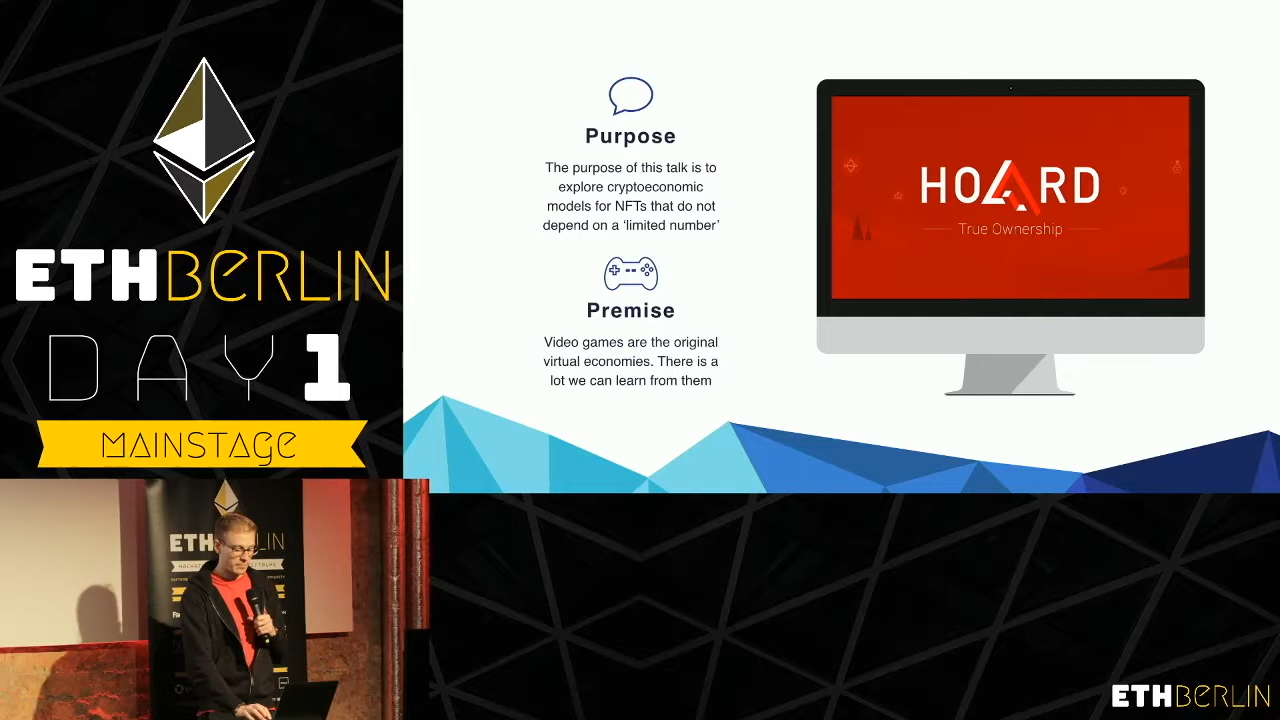 ETHBERLIN
DAY1
MAINSTAGE
Purpose
The purpose of this talk is to
explore cryptoeconomic
models for NFTs that do not
depend on a ‘limited number’
Premise
Video games are the original
virtual economies. There is a
lot we can learn from them
HOARD
True Ownership
ETHBERLIN